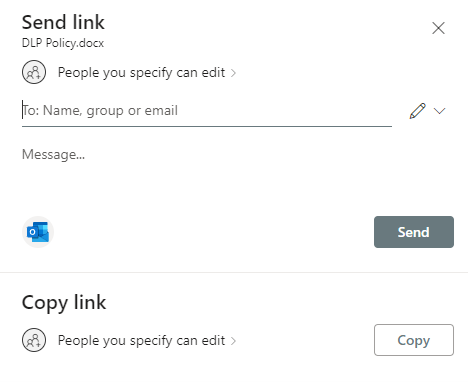 Send link
DLP Policy.docx
People you specify can edit
To: Name, group or email
Message...
Send
Copy link
People you specify can edit
Copy